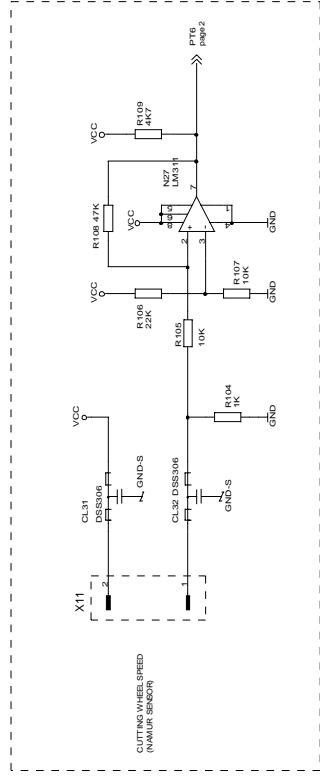 CUTTING WHEEL SPEED
(NAMUR SENSOR)
X11
2
1
CL31
DSS306
GND-S
VCC
CL32 DSS306
GND-S
R104
1K
GND
R105
10K
VCC
R106
22K
R107
10K
GND
R108 47K
VCC
2
3
+
-
8
6
5
N27
LM311
7
4
1
GND
VCC
R109
4K7
PT6
page2